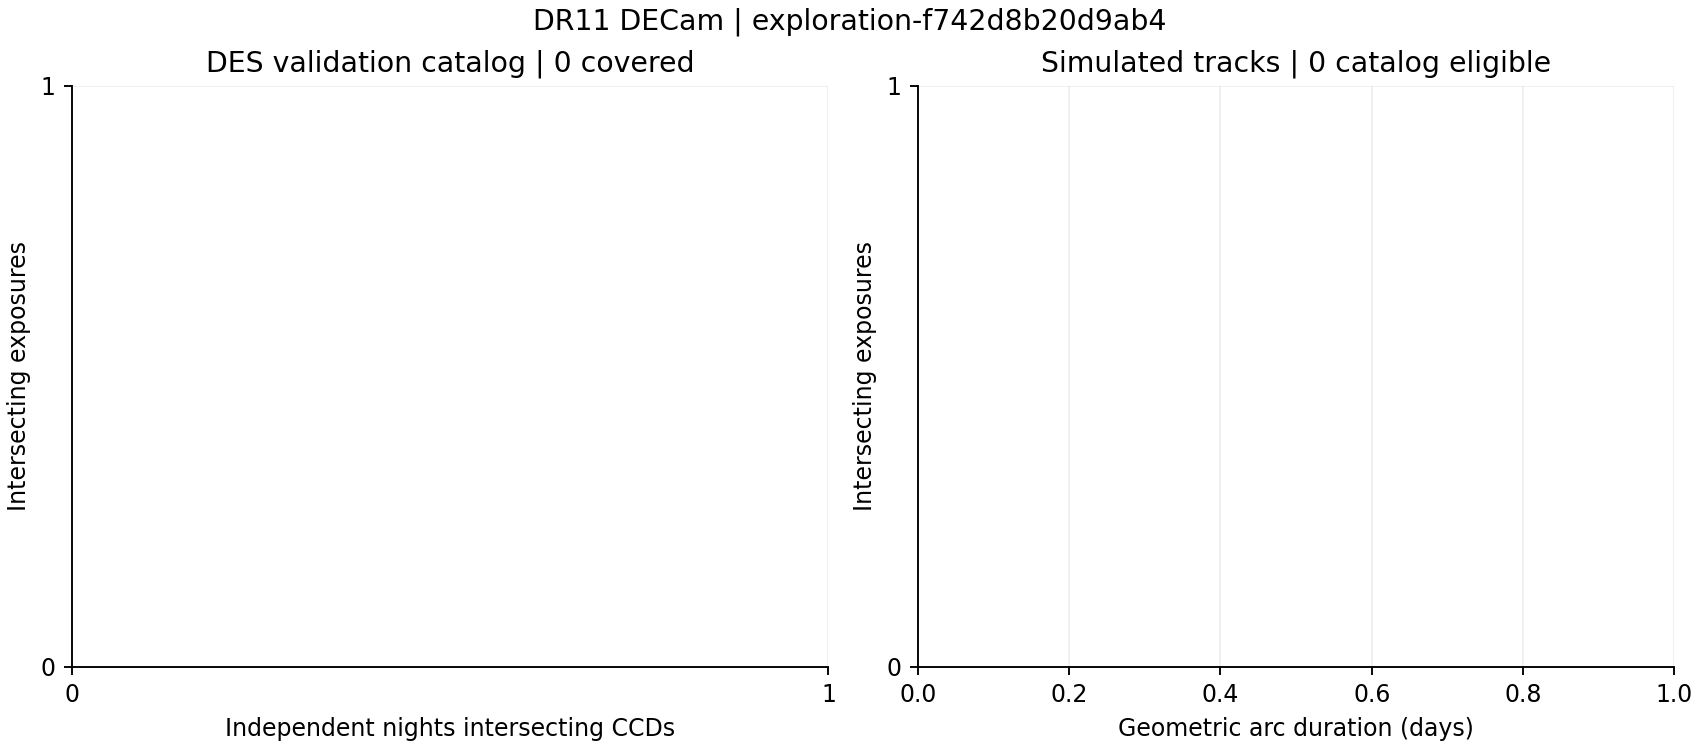 DR11 DECam | exploration-f742d8b20d9ab4
DES validation catalog | 0 covered
1
0
Intersecting exposures
0
1
Independent nights intersecting CCDs
Simulated tracks | 0 catalog eligible
1
0
Intersecting exposures
0.0 0.2 0.4 0.6 0.8 1.0
Geometric arc duration (days)